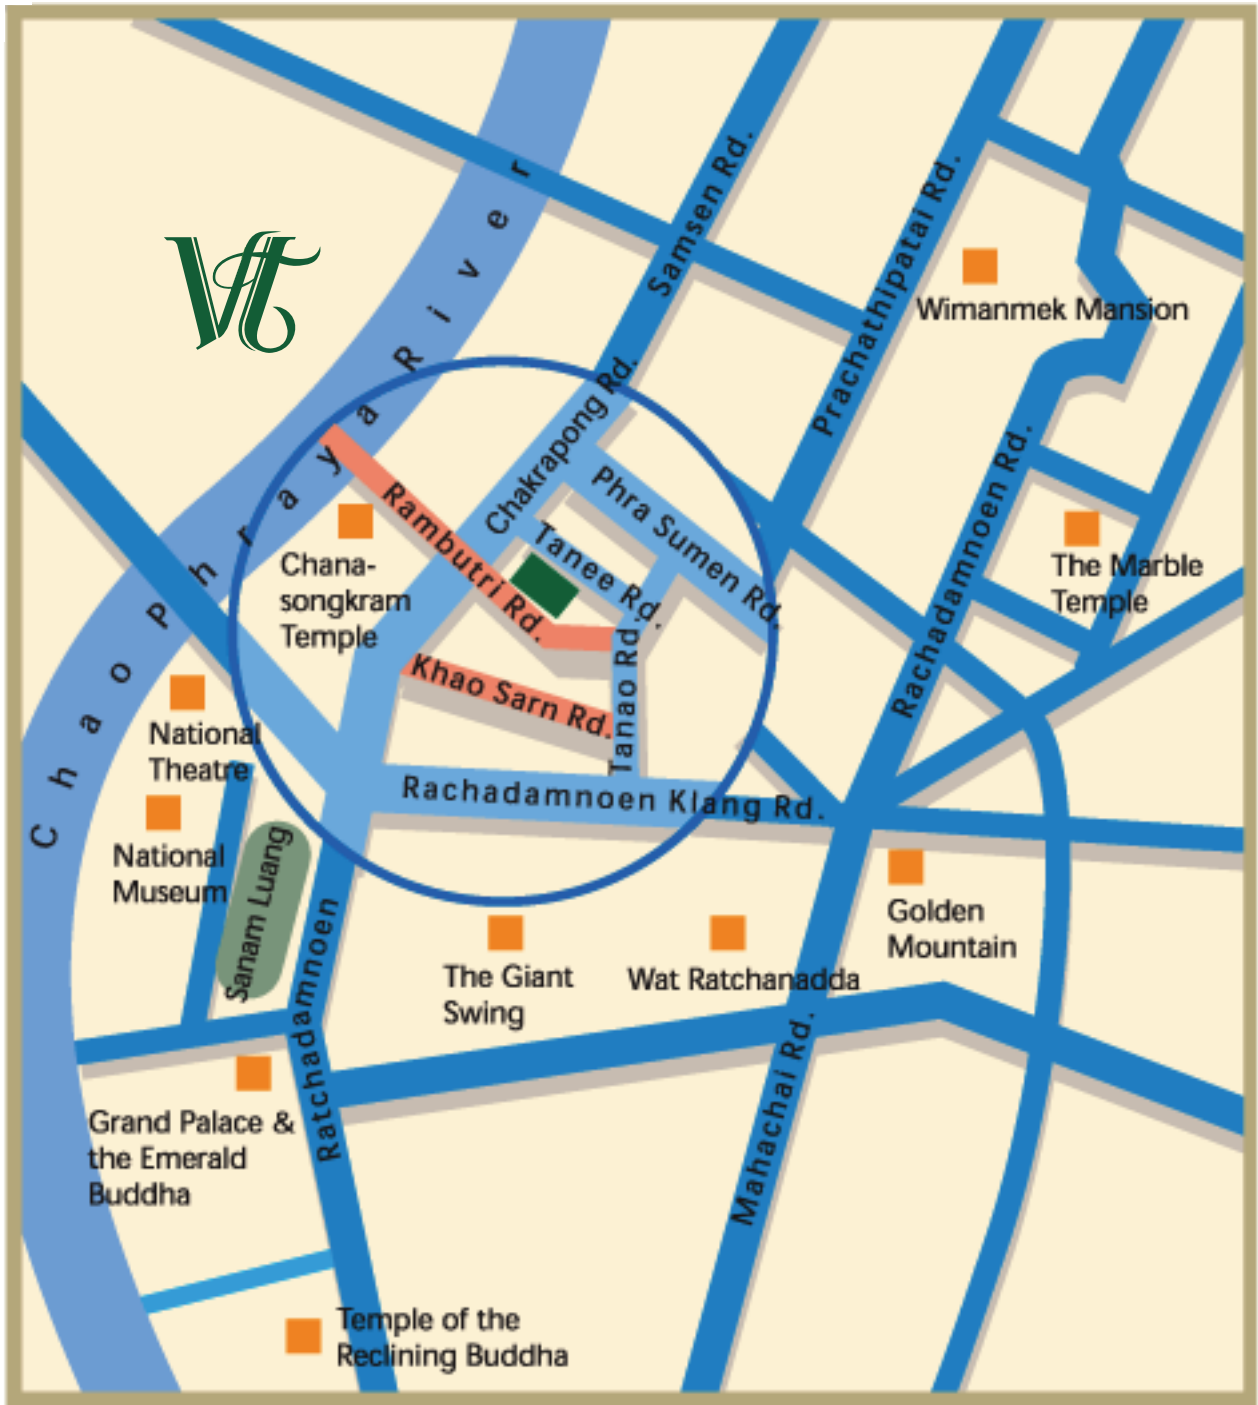 Chao Phraya River
VT
Samsen Rd.
Prachathipatai Rd.
Wimanmek Mansion
Chakrapong Rd.
Phra Sumen Rd.
Rambutri Rd.
Tanee Rd.
Rachadamnoen Rd.
Chana-
songkram
Temple
The Marble
Temple
Khao Sarn Rd.
Tanao Rd.
National
Theatre
Rachadamnoen Klang Rd.
National
Museum
Sanam Luang
Golden
Mountain
The Giant
Swing
Wat Ratchanadda
Ratchadamnoen
Mahachai Rd.
Grand Palace &
the Emerald
Buddha
Temple of the
Reclining Buddha